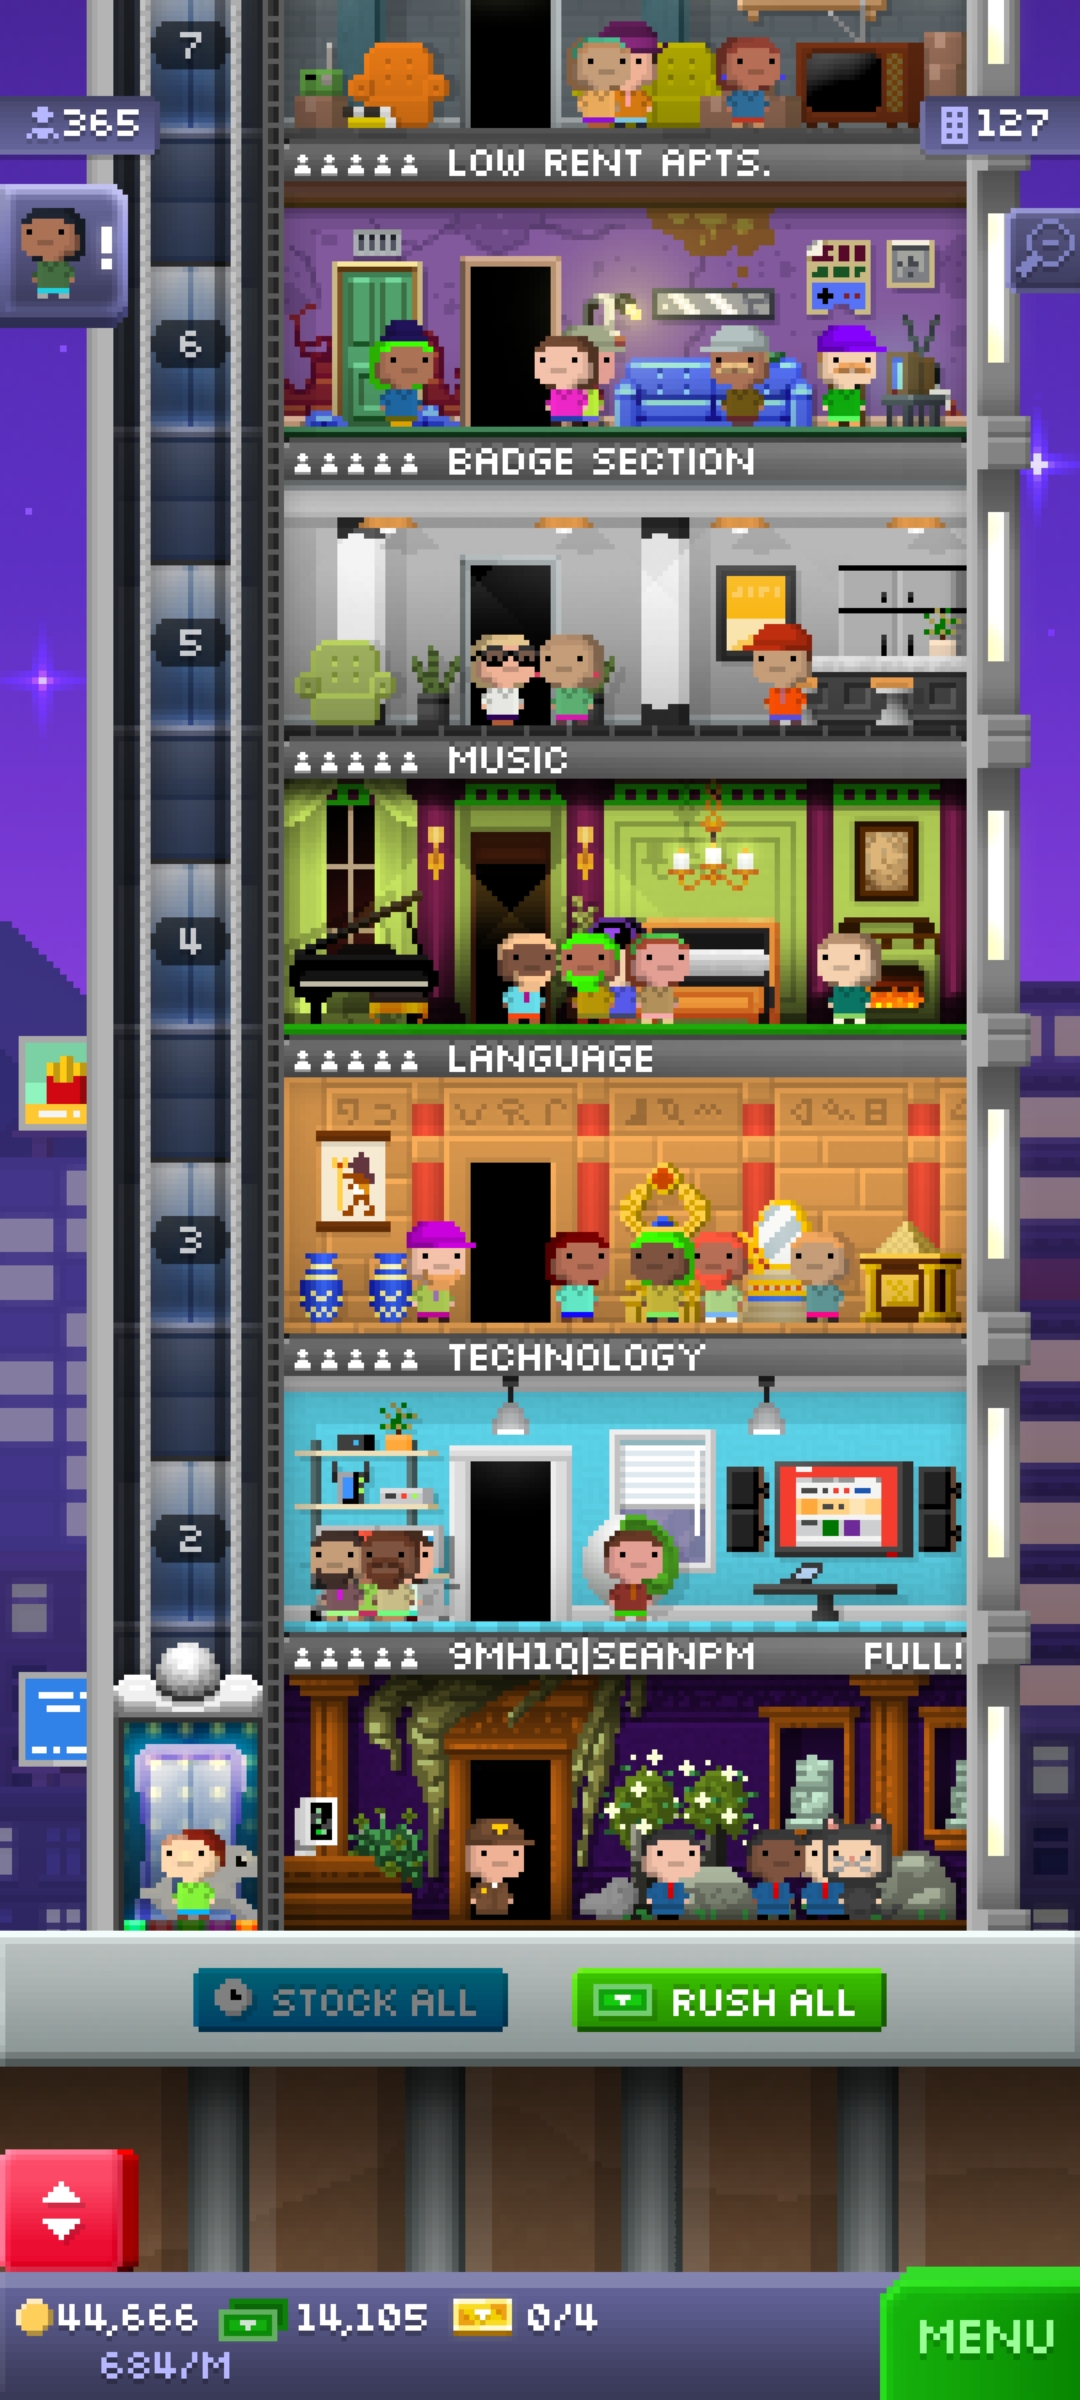 7
365
127
LOW RENT APTS.
6
BADGE SECTION
5
MUSIC
4
LANGUAGE
3
TECHNOLOGY
2
9MH1Q|SEANPM FULL!
STOCK ALL
RUSH ALL
44,666 14,105 0/4
684/M
MENU